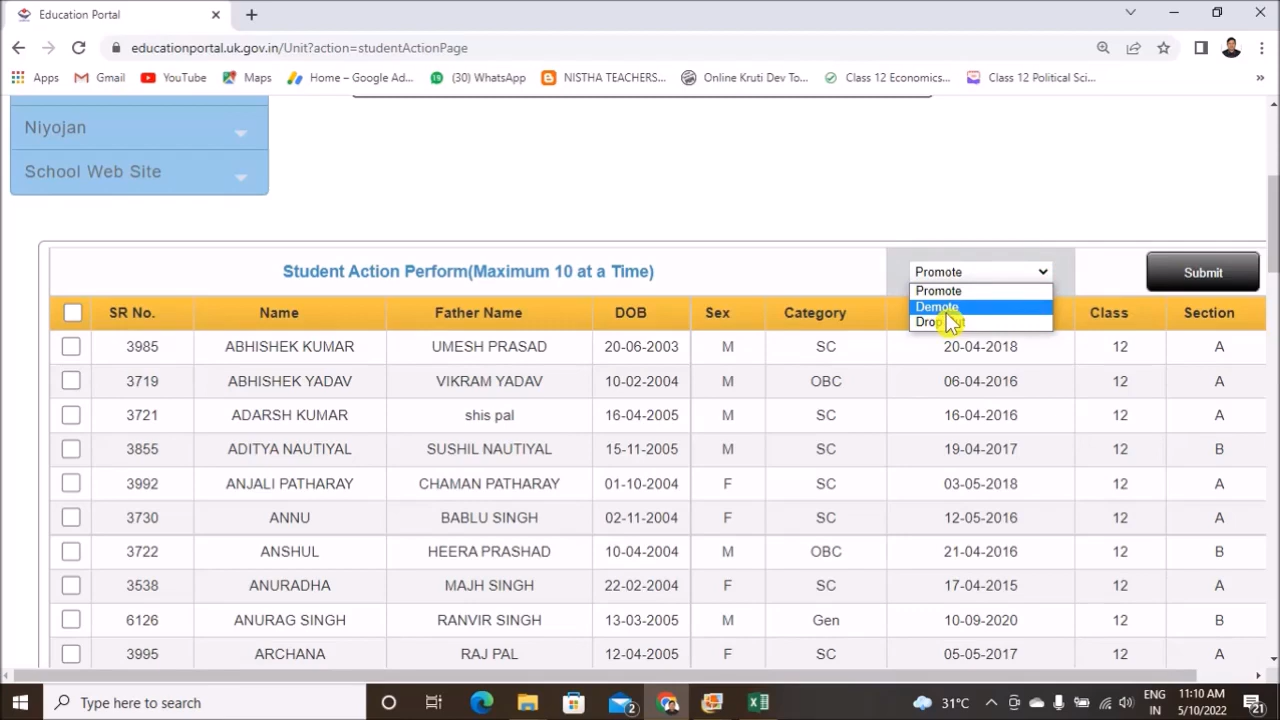 Education Portal
educationportal.uk.gov.in/Unit?action=studentActionPage
Apps Gmail YouTube Maps Home – Google Ad... (30) WhatsApp NISTHA TEACHERS... Online Kruti Dev To... Class 12 Economics... Class 12 Political Sci... »
Niyojan
School Web Site
Student Action Perform(Maximum 10 at a Time) Promote Submit
Promote
Demote
SR No. Name Father Name DOB Sex Category Class Section
3985 ABHISHEK KUMAR UMESH PRASAD 20-06-2003 M SC 20-04-2018 12 A
3719 ABHISHEK YADAV VIKRAM YADAV 10-02-2004 M OBC 06-04-2016 12 A
3721 ADARSH KUMAR shis pal 16-04-2005 M SC 16-04-2016 12 A
3855 ADITYA NAUTIYAL SUSHIL NAUTIYAL 15-11-2005 M SC 19-04-2017 12 B
3992 ANJALI PATHARAY CHAMAN PATHARAY 01-10-2004 F SC 03-05-2018 12 A
3730 ANNU BABLU SINGH 02-11-2004 F SC 12-05-2016 12 A
3722 ANSHUL HEERA PRASHAD 10-04-2004 M OBC 21-04-2016 12 B
3538 ANURADHA MAJH SINGH 22-02-2004 F SC 17-04-2015 12 A
6126 ANURAG SINGH RANVIR SINGH 13-03-2005 M Gen 10-09-2020 12 B
3995 ARCHANA RAJ PAL 12-04-2005 F SC 05-05-2017 12 A
Type here to search 2 31°C ENG IN 11:10 AM 5/10/2022 21